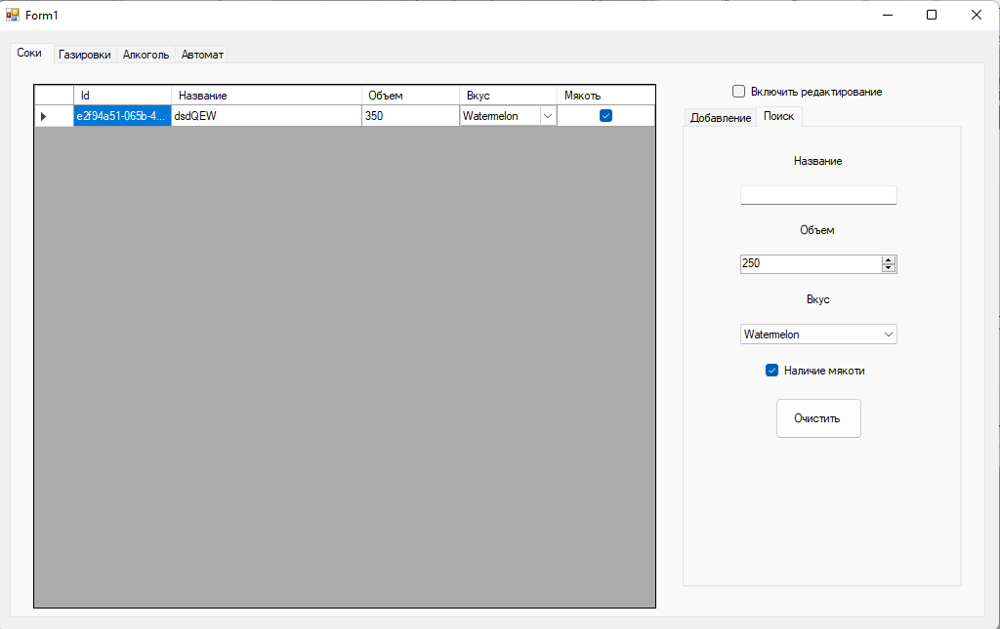 Form1
Соки Газировки Алкоголь Автомат
Id Название Объем Вкус Мякоть
e2f94a51-065b-4... dsdQEW 350 Watermelon
Включить редактирование
Добавление Поиск
Название
Объем
250
Вкус
Watermelon
Наличие мякоти
Очистить